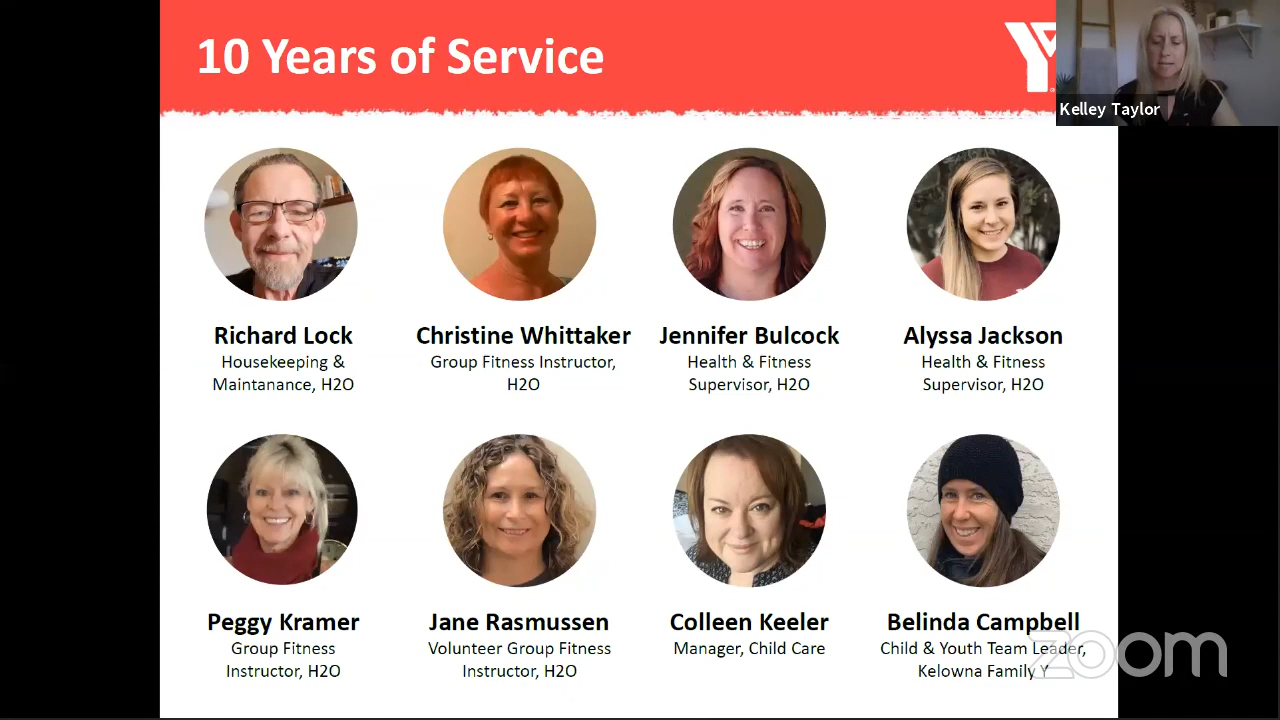 10 Years of Service
Y
Kelley Taylor
Richard Lock
Housekeeping &
Maintanance, H2O
Christine Whittaker
Group Fitness Instructor,
H2O
Jennifer Bulcock
Health & Fitness
Supervisor, H2O
Alyssa Jackson
Health & Fitness
Supervisor, H2O
Peggy Kramer
Group Fitness
Instructor, H2O
Jane Rasmussen
Volunteer Group Fitness
Instructor, H2O
Colleen Keeler
Manager, Child Care
Belinda Campbell
Child & Youth Team Leader,
Kelowna Family Y
zoom